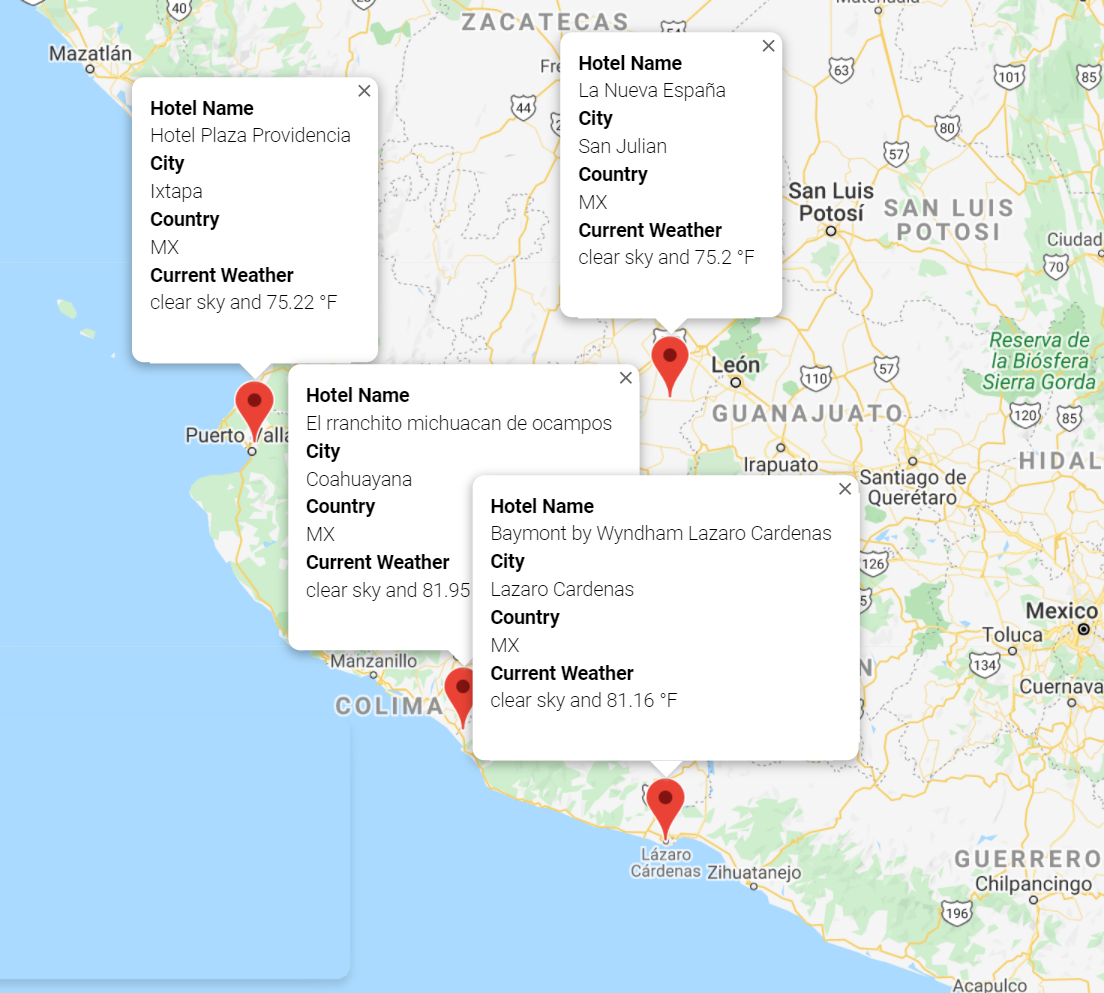 40
ZACATECAS
54
Mazatlán
63
101
85
44
80
57
Hotel Name
La Nueva España
City
San Julian
Country
MX
Current Weather
clear sky and 75.2 °F
Hotel Name
Hotel Plaza Providencia
City
Ixtapa
Country
MX
Current Weather
clear sky and 75.22 °F
San Luis
Potosí
SAN LUIS
POTOSI
Ciudad
70
Reserva de
la Biósfera
Sierra Gorda
León
110
57
GUANAJUATO
120
85
Irapuato
HIDAL
Santiago de
Querétaro
Puerto Valla
Hotel Name
El rranchito michuacan de ocampos
City
Coahuayana
Country
MX
Current Weather
clear sky and 81.95
Hotel Name
Baymont by Wyndham Lazaro Cardenas
City
Lazaro Cardenas
Country
MX
Current Weather
clear sky and 81.16 °F
126
Mexico
Toluca
134
Cuernava
Manzanillo
COLIMA
Lázaro
Cárdenas
Zihuatanejo
GUERRERO
Chilpancingo
196
Acapulco